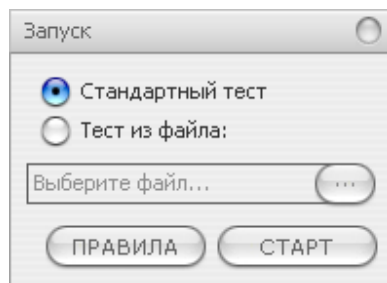 Запуск
Стандартный тест
Тест из файла:
Выберите файл... ...
ПРАВИЛА СТАРТ